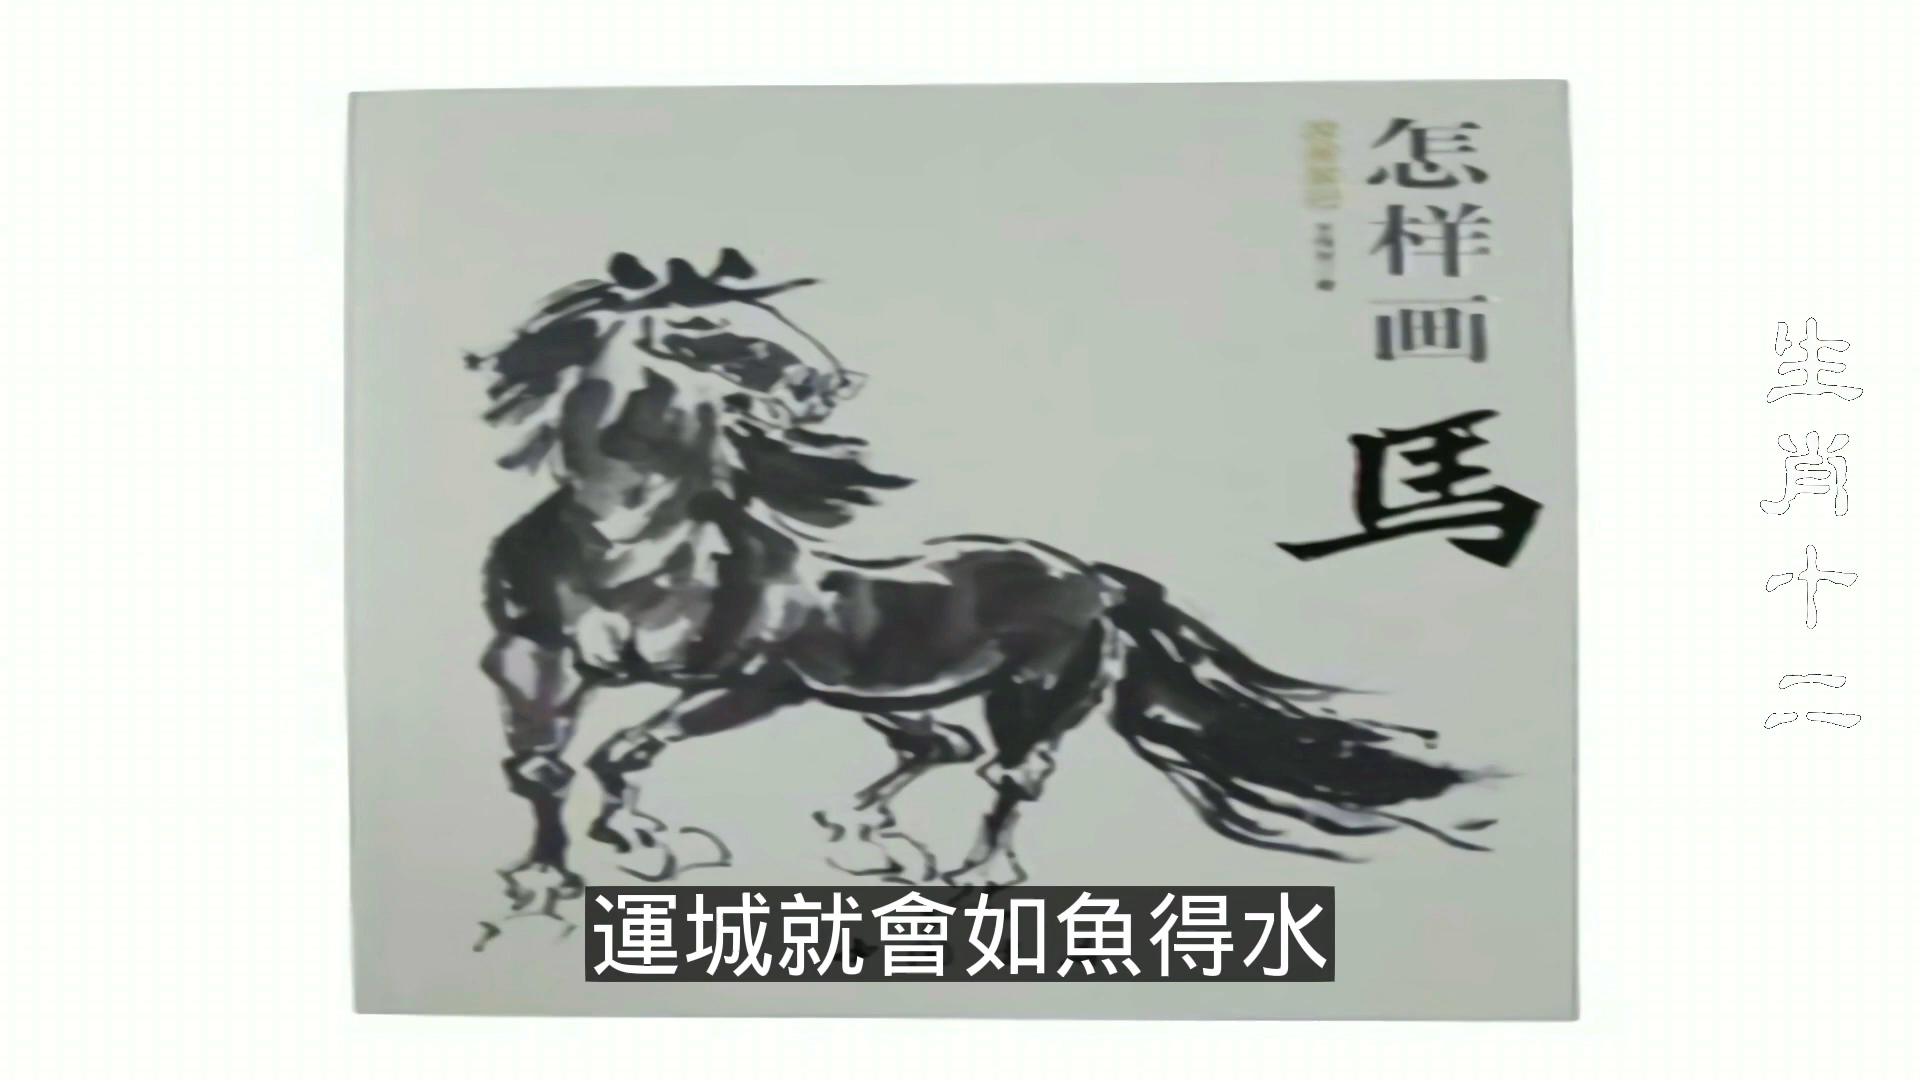 怎样画
馬
生肖十二
運城就會如魚得水